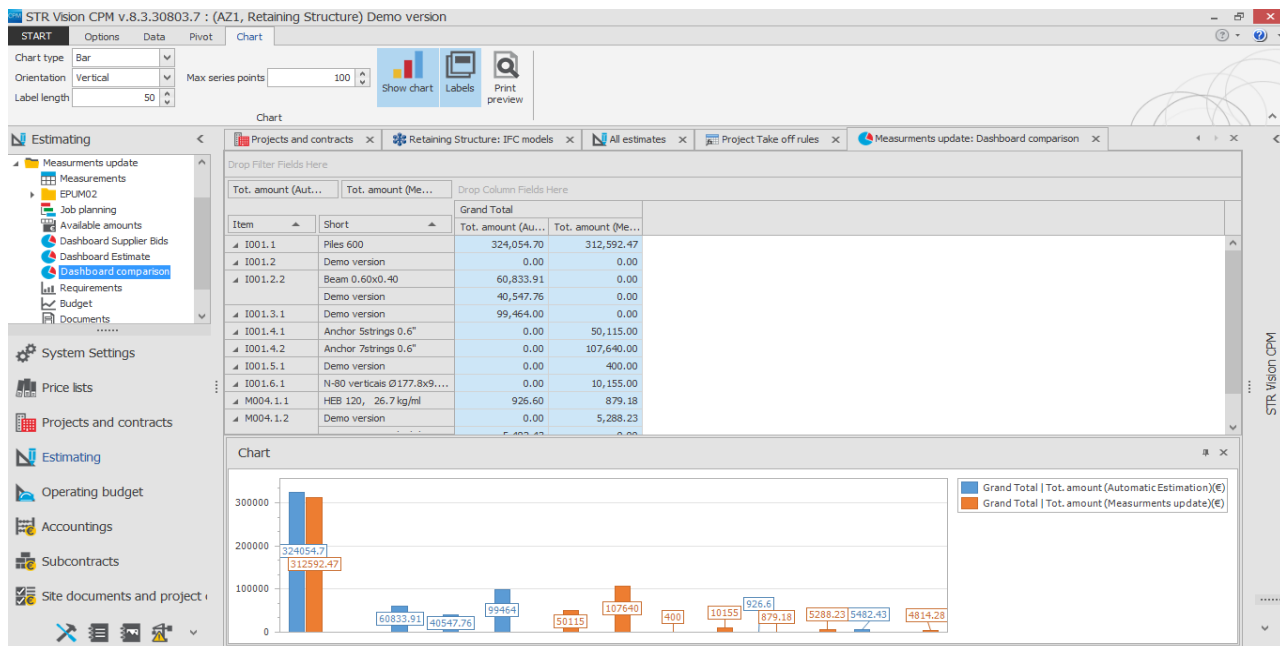 STR Vision CPM v.8.3.30803.7 : (AZ1, Retaining Structure) Demo version
START Options Data Pivot Chart
Chart type Bar
Orientation Vertical Max series points 100
Label length 50
Show chart Labels Print preview
Chart
Estimating
Projects and contracts Retaining Structure: IFC models All estimates Project Take off rules Measurments update: Dashboard comparison
Measurments update
Measurements
EPUM02
Job planning
Available amounts
Dashboard Supplier Bids
Dashboard Estimate
Dashboard comparison
Requirements
Budget
Documents
System Settings
Price lists
Projects and contracts
Estimating
Operating budget
Accountings
Subcontracts
Site documents and project
Drop Filter Fields Here
Tot. amount (Aut... Tot. amount (Me... Drop Column Fields Here
Grand Total
Item Short Tot. amount (Au... Tot. amount (Me...
I001.1 Piles 600 324,054.70 312,592.47
I001.2 Demo version 0.00 0.00
I001.2.2 Beam 0.60x0.40 60,833.91 0.00
Demo version 40,547.76 0.00
I001.3.1 Demo version 99,464.00 0.00
I001.4.1 Anchor 5strings 0.6" 0.00 50,115.00
I001.4.2 Anchor 7strings 0.6" 0.00 107,640.00
I001.5.1 Demo version 0.00 400.00
I001.6.1 N-80 verticais Ø177.8x9.... 0.00 10,155.00
M004.1.1 HEB 120, 26.7 kg/ml 926.60 879.18
M004.1.2 Demo version 0.00 5,288.23
STR Vision CPM
Chart
300000
200000
100000
0
324054.7
312592.47
60833.91
40547.76
99464
50115
107640
400
10155
926.6
879.18
5288.23
5482.43
4814.28
Grand Total | Tot. amount (Automatic Estimation)(€)
Grand Total | Tot. amount (Measurments update)(€)